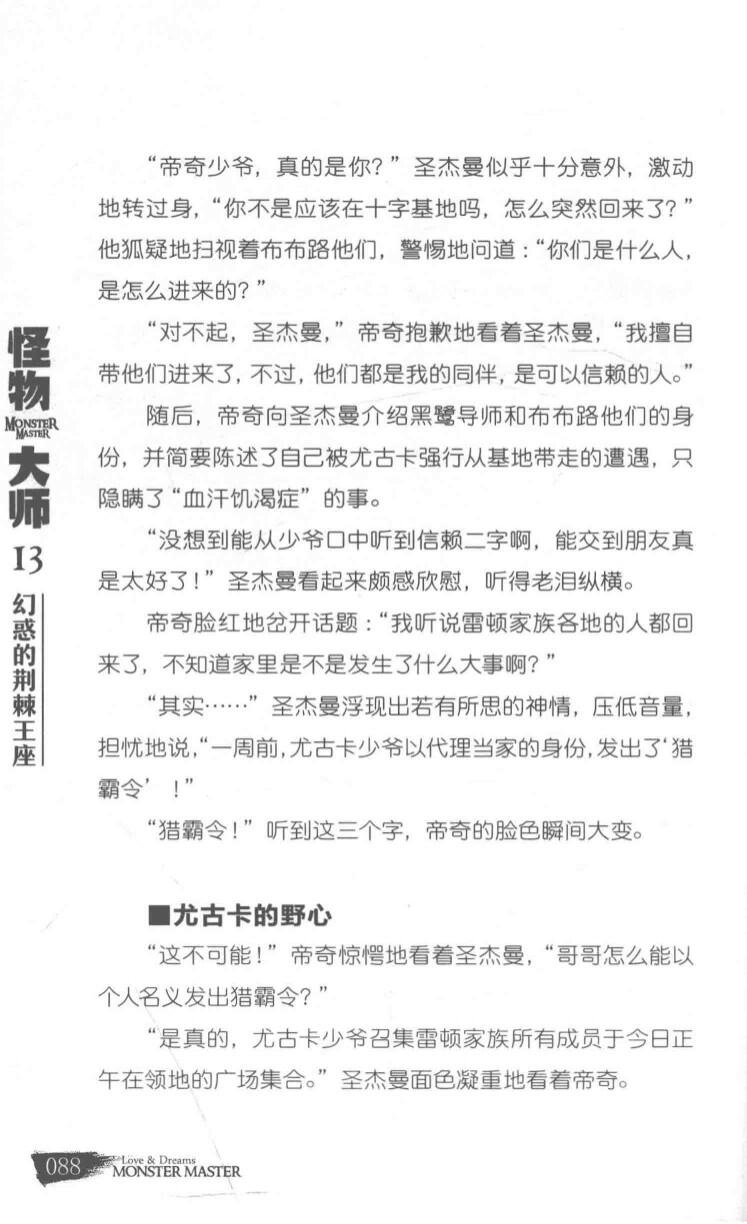 “帝奇少爷，真的是你？”圣杰曼似乎十分意外，激动
地转过身，“你不是应该在十字基地吗，怎么突然回来了？”
他狐疑地扫视着布布路他们，警惕地问道：“你们是什么人，
是怎么进来的？”
“对不起，圣杰曼，”帝奇抱歉地看着圣杰曼，“我擅自
带他们进来了，不过，他们都是我的同伴，是可以信赖的人。”
随后，帝奇向圣杰曼介绍黑鹭导师和布布路他们的身
份，并简要陈述了自己被尤古卡强行从基地带走的遭遇，只
隐瞒了“血汗饥渴症”的事。
“没想到能从少爷口中听到信赖二字啊，能交到朋友真
是太好了！”圣杰曼看起来颇感欣慰，听得老泪纵横。
帝奇脸红地岔开话题：“我听说雷顿家族各地的人都回
来了，不知道家里是不是发生了什么大事啊？”
“其实……”圣杰曼浮现出若有所思的神情，压低音量，
担忧地说，“一周前，尤古卡少爷以代理当家的身份，发出了‘猎
霸令’！”
“猎霸令！”听到这三个字，帝奇的脸色瞬间大变。
■尤古卡的野心
“这不可能！”帝奇惊愕地看着圣杰曼，“哥哥怎么能以
个人名义发出猎霸令？”
“是真的，尤古卡少爷召集雷顿家族所有成员于今日正
午在领地的广场集合。”圣杰曼面色凝重地看着帝奇。
怪物
MONSTER
MASTER
大师
13
幻惑的荆棘王座
088
Love & Dreams
MONSTER MASTER